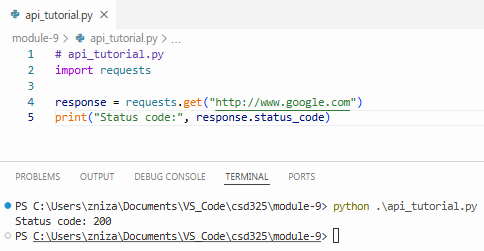 api_tutorial.py ×
module-9 > api_tutorial.py > ...
1 # api_tutorial.py
2 import requests
3
4 response = requests.get("http://www.google.com")
5 print("Status code:", response.status_code)
PROBLEMS OUTPUT DEBUG CONSOLE TERMINAL PORTS
PS C:\Users\zniza\Documents\VS_Code\csd325\module-9> python .\api_tutorial.py
Status code: 200
PS C:\Users\zniza\Documents\VS_Code\csd325\module-9>